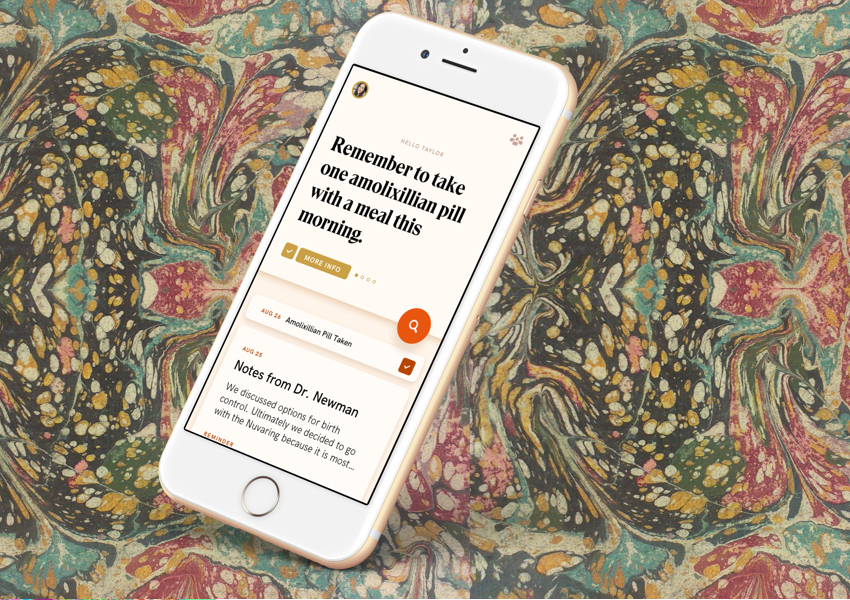 HELLO TAYLOR
Remember to take
one amolixillian pill
with a meal this
morning.
MORE INFO
AUG 26 Amolixillian Pill Taken
AUG 25
Notes from Dr. Newman
We discussed options for birth
control. Ultimately we decided to go
with the Nuvaring because it is most...
REMINDER